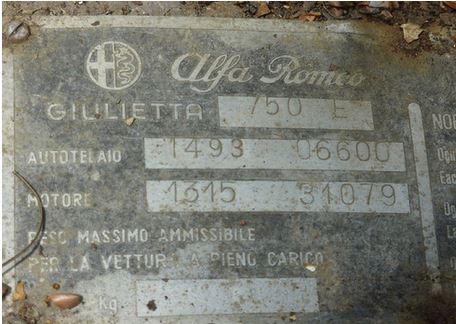 Alfa Romeo
GIULIETTA 750 E
AUTOTELAIO 1493 06600
MOTORE 1315 31079
PESO MASSIMO AMMISSIBILE
PER LA VETTURA A PIENO CARICO
Kg.